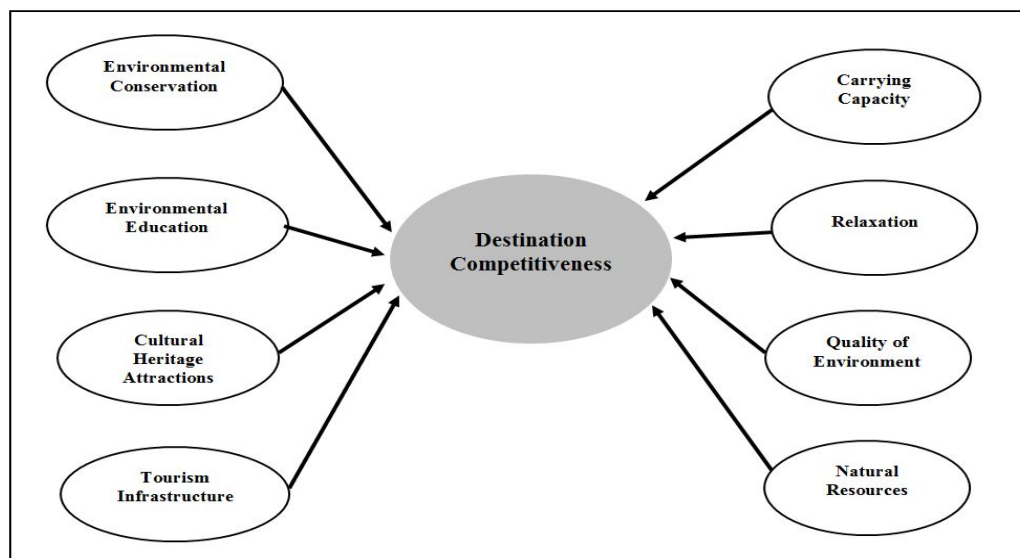 Environmental
Conservation
Environmental
Education
Cultural
Heritage
Attractions
Tourism
Infrastructure
Destination
Competitiveness
Carrying
Capacity
Relaxation
Quality of
Environment
Natural
Resources